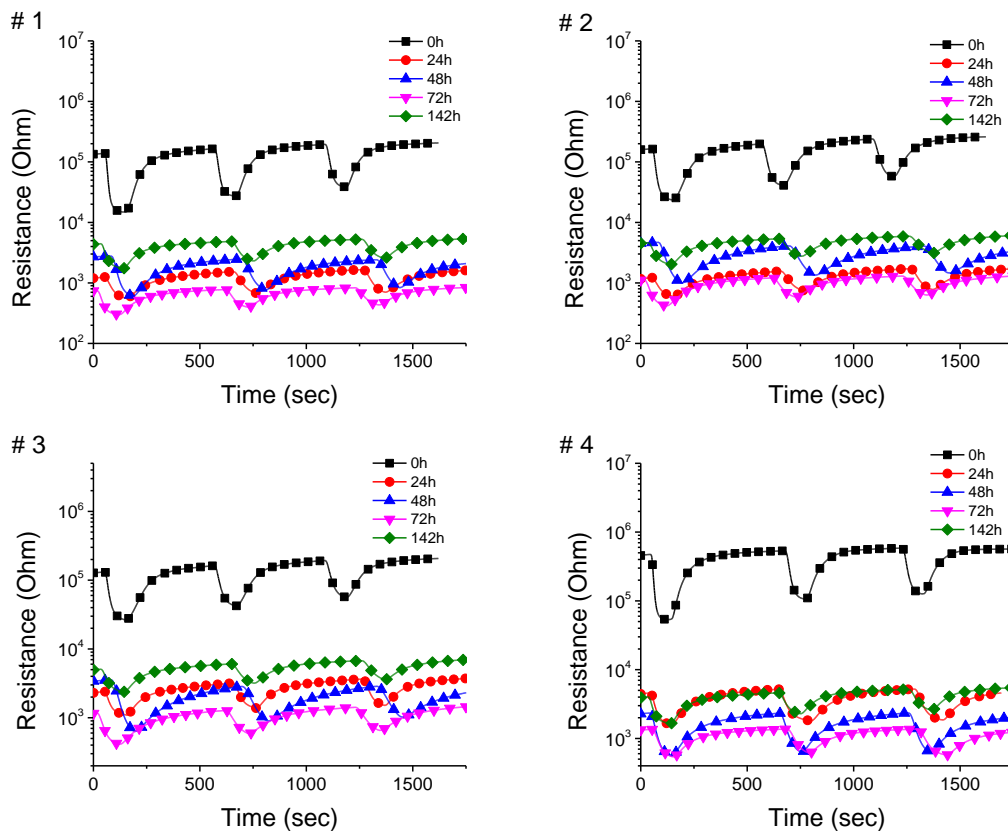 # 1
10⁷
10⁶
10⁵
10⁴
10³
10²
Resistance (Ohm)
0h
24h
48h
72h
142h
0 500 1000 1500
Time (sec)
# 2
10⁷
10⁶
10⁵
10⁴
10³
10²
Resistance (Ohm)
0h
24h
48h
72h
142h
0 500 1000 1500
Time (sec)
# 3
10⁶
10⁵
10⁴
10³
Resistance (Ohm)
0h
24h
48h
72h
142h
0 500 1000 1500
Time (sec)
# 4
10⁷
10⁶
10⁵
10⁴
10³
Resistance (Ohm)
0h
24h
48h
72h
142h
0 500 1000 1500
Time (sec)